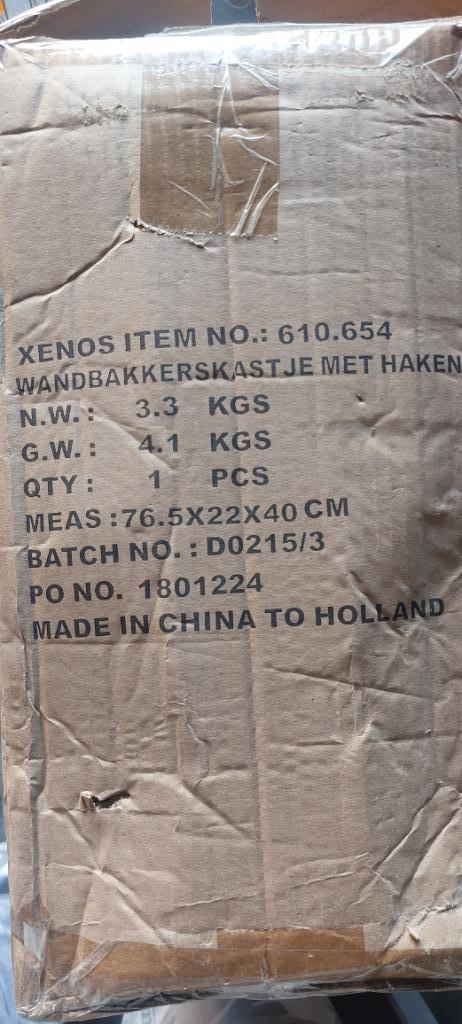 XENOS ITEM NO.: 610.654
WANDBAKKERSKASTJE MET HAKEN
N.W. : 3.3 KGS
G.W. : 4.1 KGS
QTY : 1 PCS
MEAS :76.5X22X40 CM
BATCH NO. : D0215/3
PO NO. 1801224
MADE IN CHINA TO HOLLAND